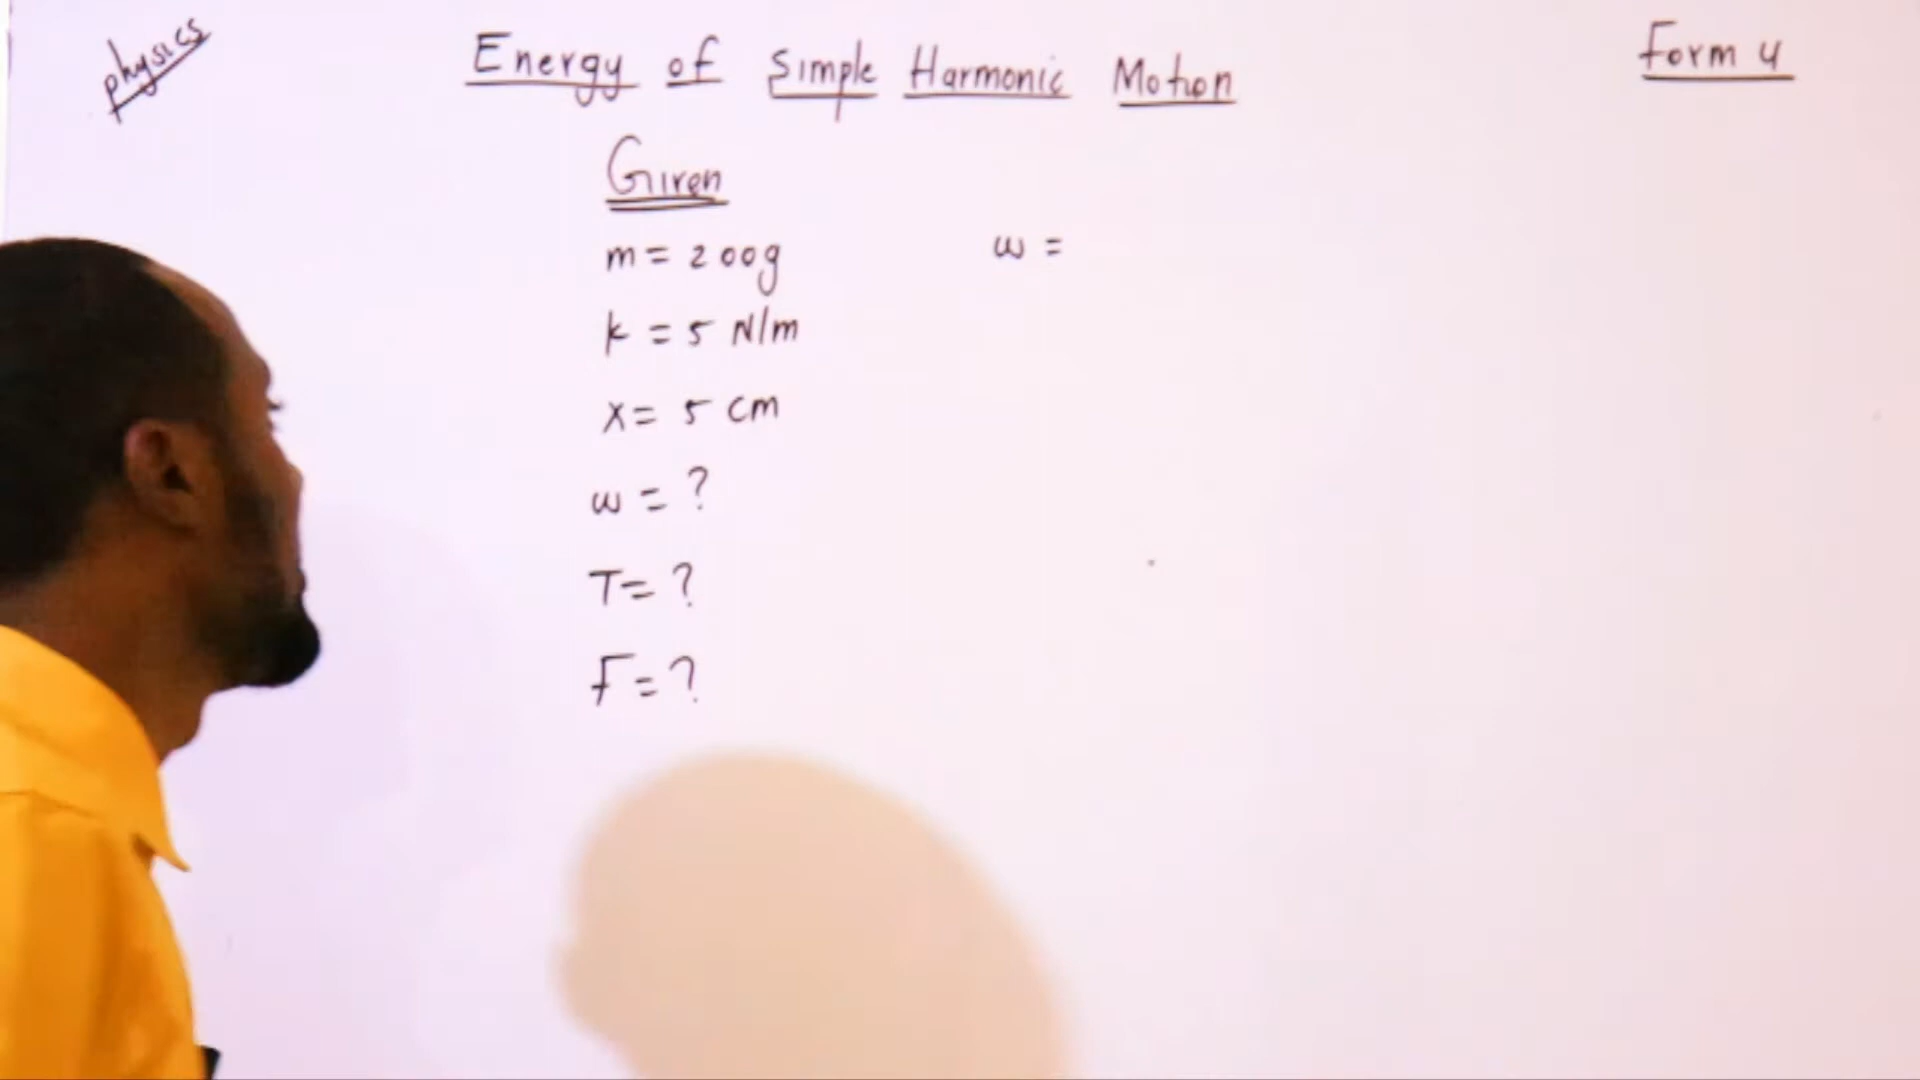 physics
Energy of Simple Harmonic Motion
Form 4
Given
m = 200g
ω =
k = 5 N/m
x = 5 cm
ω = ?
T = ?
F = ?